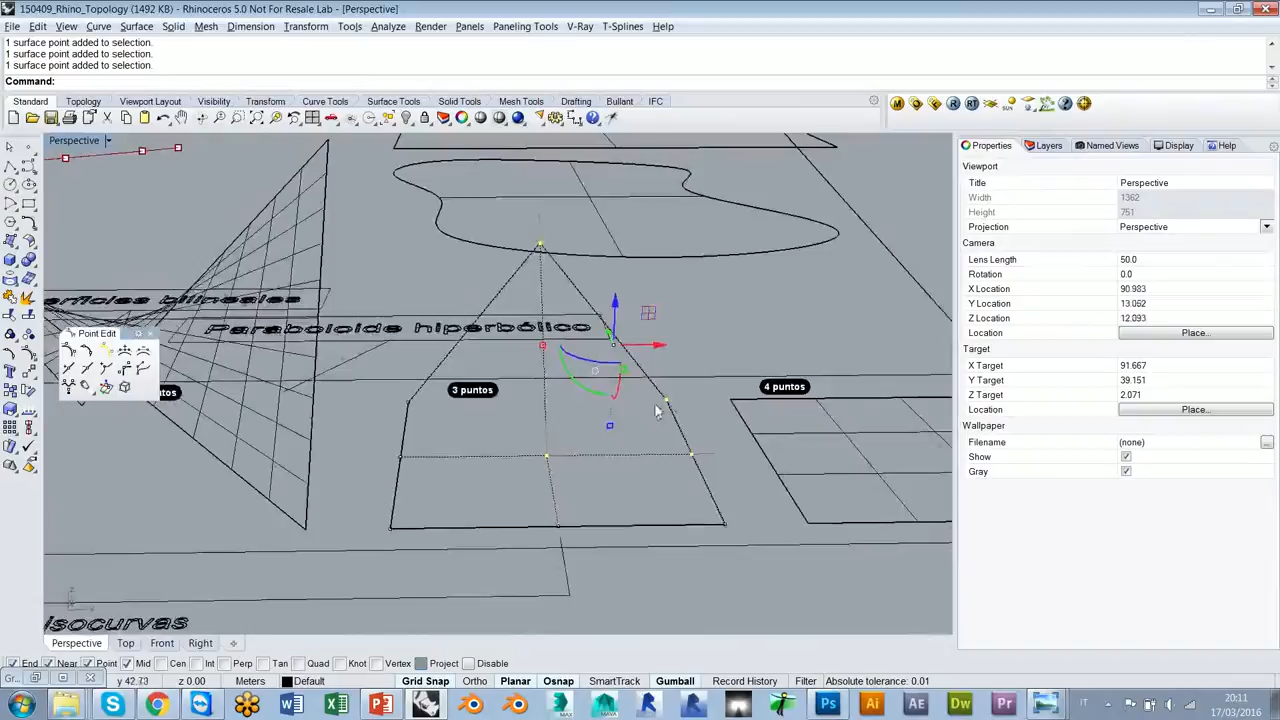 150409_Rhino_Topology (1492 KB) - Rhinoceros 5.0 Not For Resale Lab - [Perspective]
File Edit View Curve Surface Solid Mesh Dimension Transform Tools Analyze Render Panels Paneling Tools V-Ray T-Splines Help
1 surface point added to selection.
1 surface point added to selection.
1 surface point added to selection.
Command:
Standard Topology Viewport Layout Visibility Transform Curve Tools Surface Tools Solid Tools Mesh Tools Drafting Bullant IFC
Perspective
Properties Layers Named Views Display Help
Viewport
Title Perspective
Width 1362
Height 751
Projection Perspective
Camera
Lens Length 50.0
Rotation 0.0
X Location 90.983
Y Location 13.052
Z Location 12.093
Location Place...
Target
X Target 91.667
Y Target 39.151
Z Target 2.071
Location Place...
Wallpaper
Filename (none)
Show
Gray
erficies bilineales
Paraboloide hiperbólico
Point Edit
3 puntos
4 puntos
isocurvas
Perspective Top Front Right
End Near Point Mid Cen Int Perp Tan Quad Knot Vertex Project Disable
Gr...
y 42.73 z 0.00 Meters Default Grid Snap Ortho Planar Osnap SmartTrack Gumball Record History Filter Absolute tolerance: 0.01
IT
20:11
17/03/2016